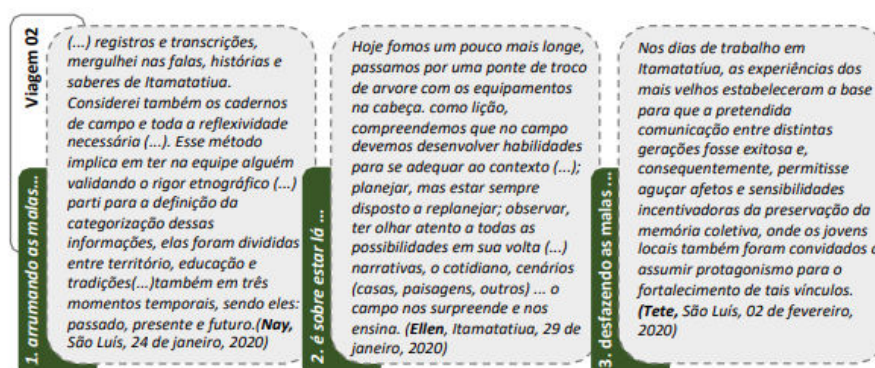 Viagem 02
1. arrumando as malas...
(...) registros e transcrições,
mergulhei nas falas, histórias e
saberes de Itamatatiua.
Considerei também os cadernos
de campo e toda a reflexividade
necessária (...). Esse método
implica em ter na equipe alguém
validando o rigor etnográfico (...)
parti para a definição da
categorização dessas
informações, elas foram divididas
entre território, educação e
tradições(...)também em três
momentos temporais, sendo eles:
passado, presente e futuro.(Nay,
São Luís, 24 de janeiro, 2020)
2. é sobre estar lá ...
Hoje fomos um pouco mais longe,
passamos por uma ponte de troco
de arvore com os equipamentos
na cabeça. como lição,
compreendemos que no campo
devemos desenvolver habilidades
para se adequar ao contexto (...);
planejar, mas estar sempre
disposto a replanejar; observar,
ter olhar atento a todas as
possibilidades em sua volta (...)
narrativas, o cotidiano, cenários
(casas, paisagens, outros) ... o
campo nos surpreende e nos
ensina. (Ellen, Itamatatiua, 29 de
janeiro, 2020)
3. desfazendo as malas ...
Nos dias de trabalho em
Itamatatíua, as experiências dos
mais velhos estabeleceram a base
para que a pretendida
comunicação entre distintas
gerações fosse exitosa e,
consequentemente, permitisse
aguçar afetos e sensibilidades
incentivadoras da preservação da
memória coletiva, onde os jovens
locais também foram convidados a
assumir protagonismo para o
fortalecimento de tais vínculos.
(Tete, São Luís, 02 de fevereiro,
2020)